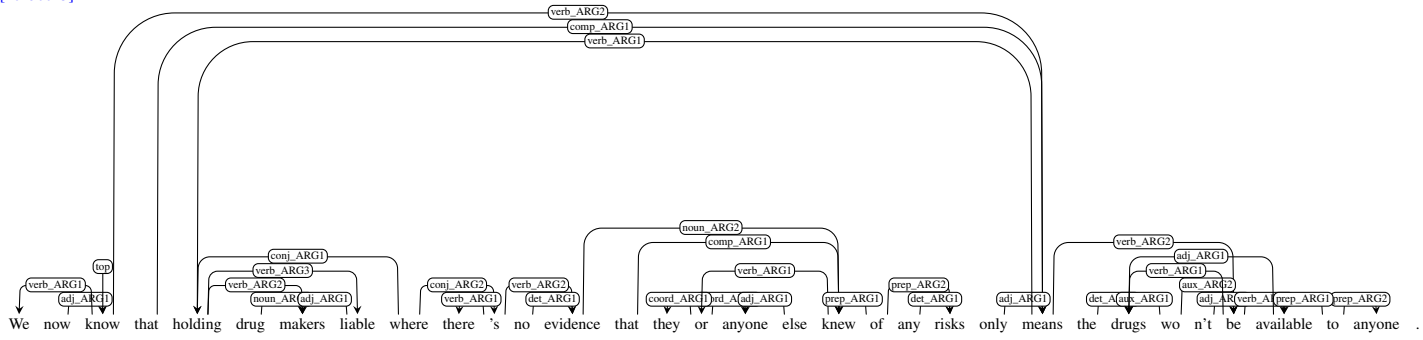 verb_ARG2
comp_ARG1
verb_ARG1
noun_ARG2
comp_ARG1
verb_ARG2
conj_ARG1
adj_ARG1
top
verb_ARG3
verb_ARG1
verb_ARG1
verb_ARG1
verb_ARG2
conj_ARG2
verb_ARG2
prep_ARG2
aux_ARG2
adj_ARG1
adj_ARG1
verb_ARG1
det_ARG1
coord_ARG1
adj_ARG1
prep_ARG1
det_ARG1
adj_ARG1
aux_ARG1
prep_ARG1
prep_ARG2
We now know that holding drug makers liable where there 's no evidence that they or anyone else knew of any risks only means the drugs wo n't be available to anyone .